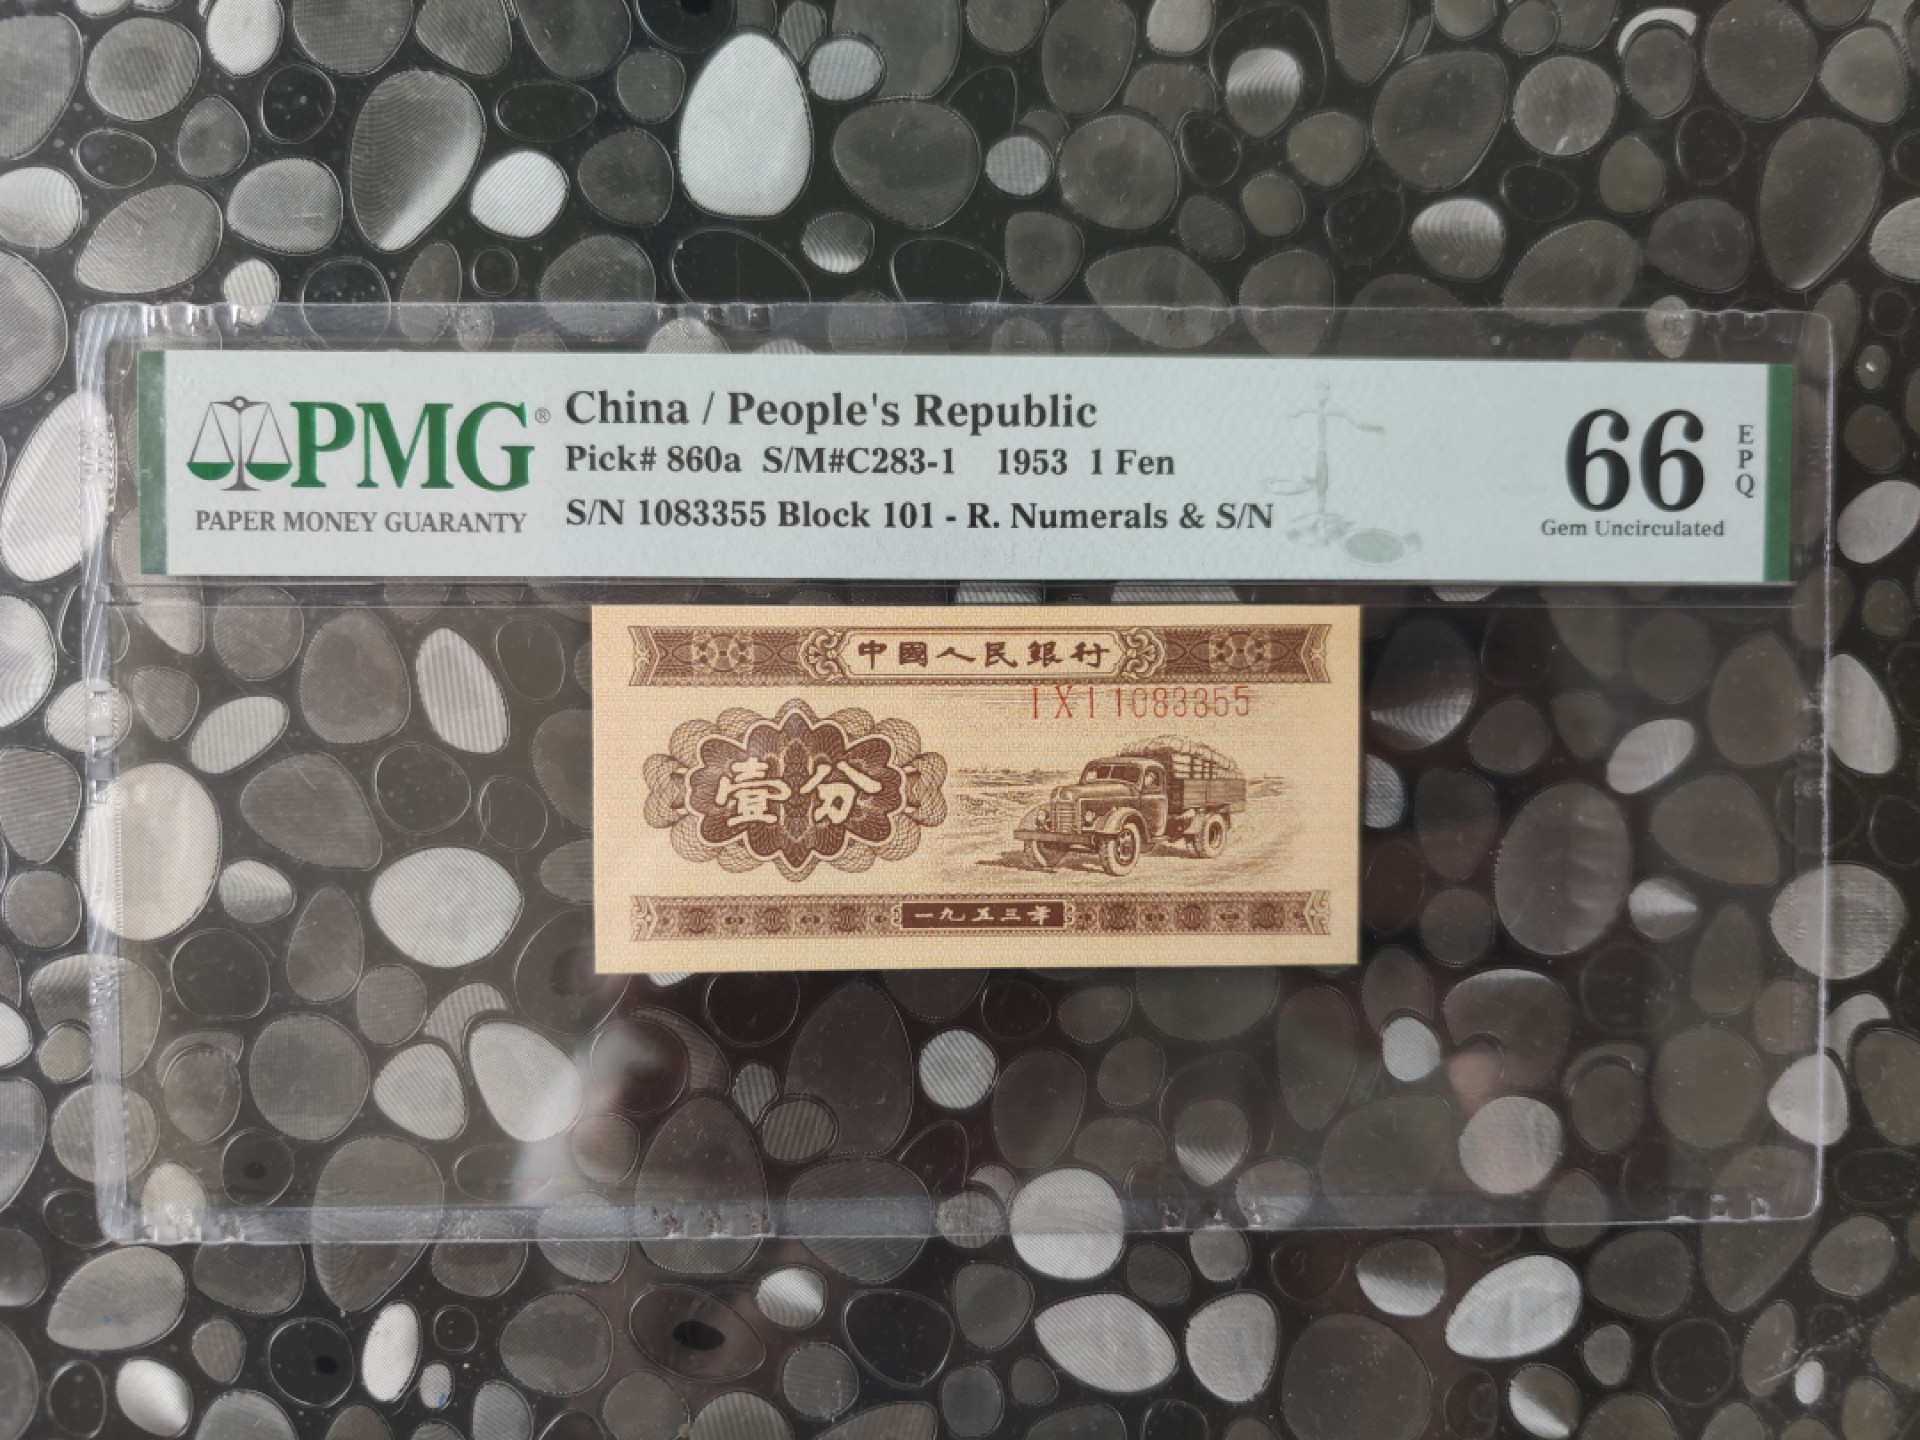 PMG®
PAPER MONEY GUARANTY
China / People's Republic
Pick# 860a S/M#C283-1 1953 1 Fen
S/N 1083355 Block 101 - R. Numerals & S/N
66
EPQ
Gem Uncirculated
中國人民銀行
I X I 1083355
壹分
一九五三年